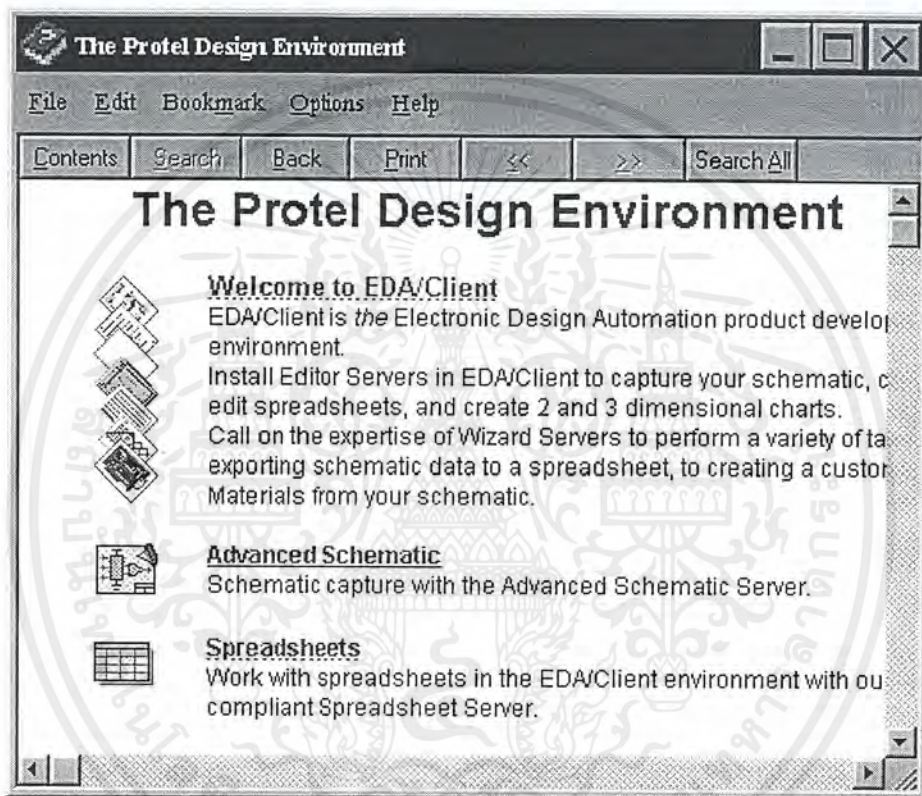 The Protel Design Environment
File Edit Bookmark Options Help
Contents Search Back Print << >> Search All
The Protel Design Environment
Welcome to EDA/Client
EDA/Client is the Electronic Design Automation product develop
environment.
Install Editor Servers in EDA/Client to capture your schematic, c
edit spreadsheets, and create 2 and 3 dimensional charts.
Call on the expertise of Wizard Servers to perform a variety of ta
exporting schematic data to a spreadsheet, to creating a custor
Materials from your schematic.
Advanced Schematic
Schematic capture with the Advanced Schematic Server.
Spreadsheets
Work with spreadsheets in the EDA/Client environment with ou
compliant Spreadsheet Server.